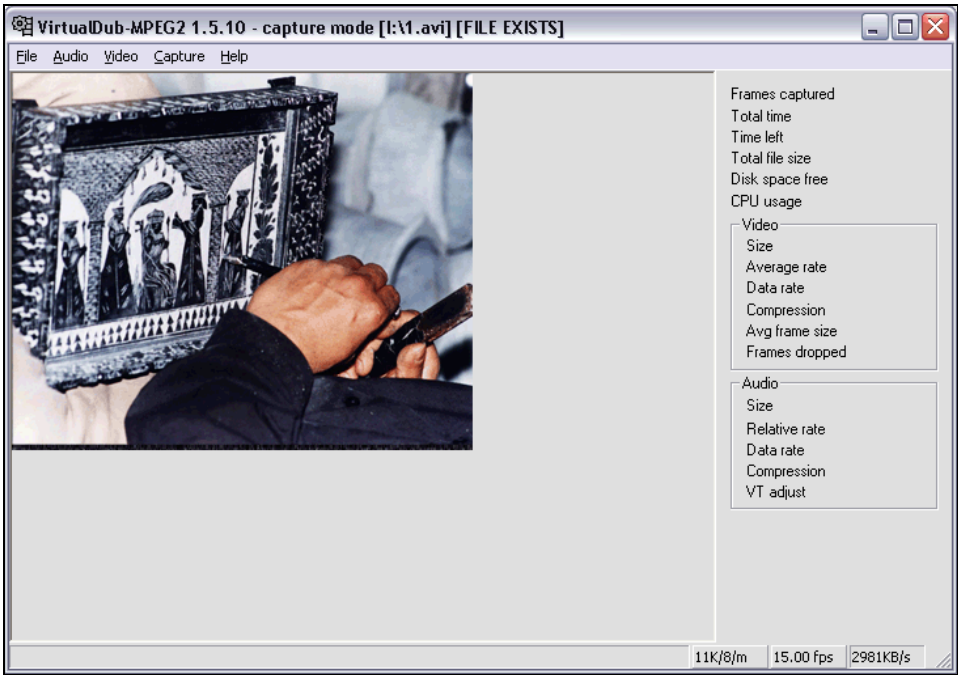 VirtualDub-MPEG2 1.5.10 - capture mode [I:\1.avi] [FILE EXISTS]
File Audio Video Capture Help
Frames captured
Total time
Time left
Total file size
Disk space free
CPU usage
Video
Size
Average rate
Data rate
Compression
Avg frame size
Frames dropped
Audio
Size
Relative rate
Data rate
Compression
VT adjust
11K/8/m 15.00 fps 2981KB/s